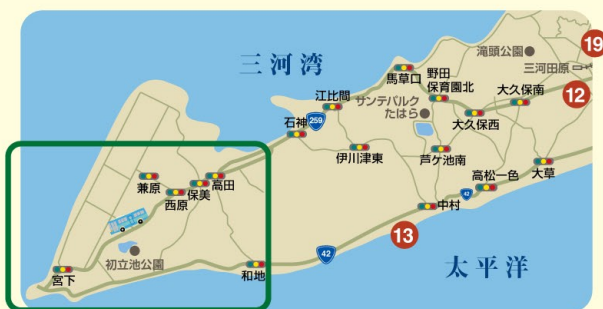 三河湾
滝頭公園
19
三河田原
馬草口
野田
保育園北
大久保南
12
江比間
サンテパルク
たはら
大久保西
石神
259
伊川津東
芦ケ池南
高松一色
大草
兼原
高田
保美
西原
42
中村
13
初立池公園
和地
42
太平洋
宮下